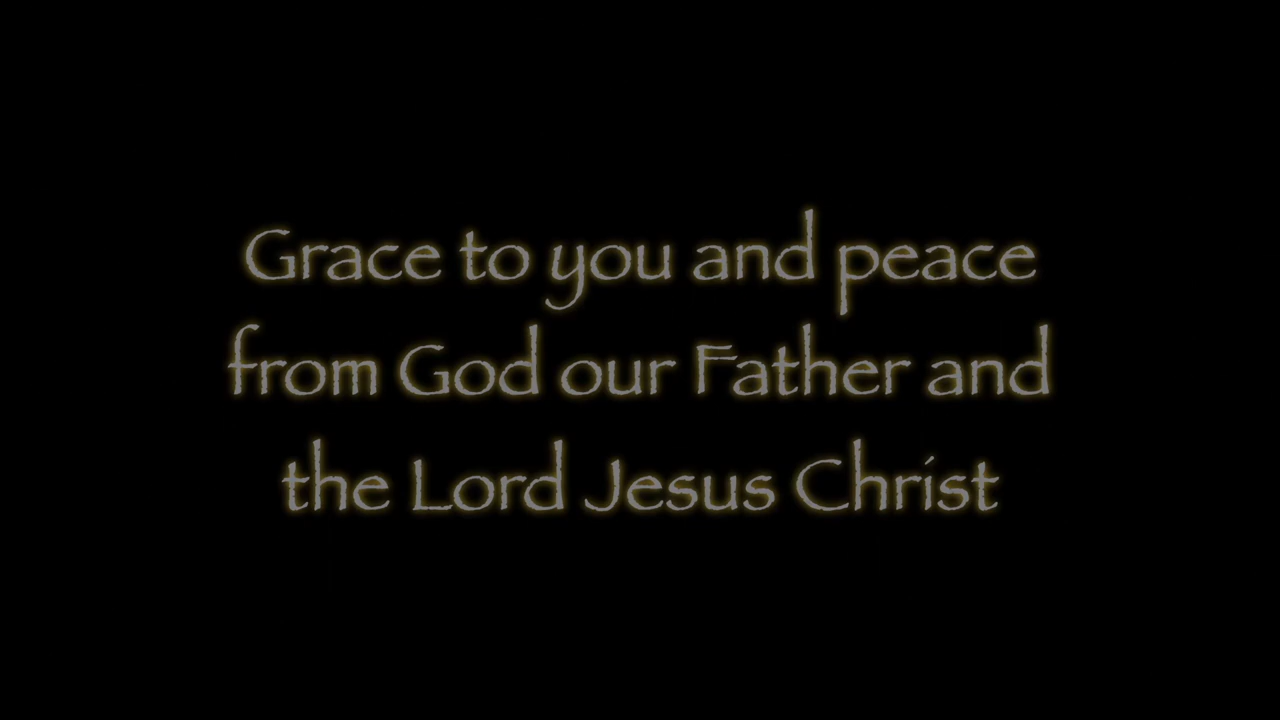 Grace to you and peace
from God our Father and
the Lord Jesus Christ